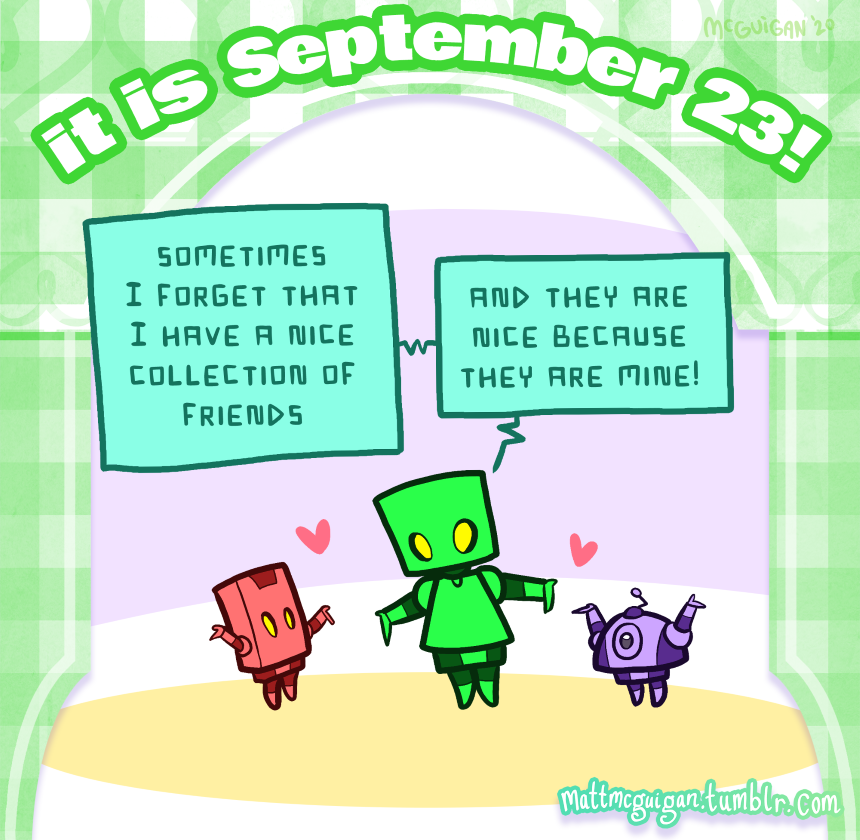 McGUIGAN '20
it is September 23!
SOMETIMES
I FORGET THAT
I HAVE A NICE
COLLECTION OF
FRIENDS
AND THEY ARE
NICE BECAUSE
THEY ARE MINE!
mattmcguigan.tumblr.com